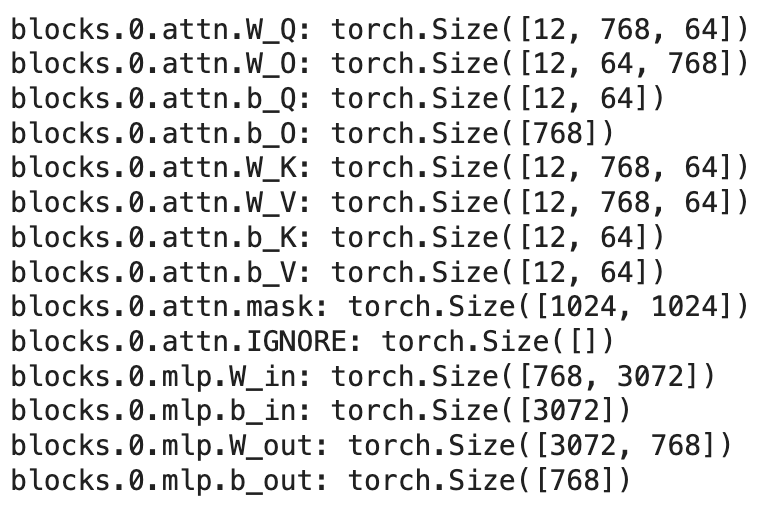 blocks.0.attn.W_Q: torch.Size([12, 768, 64])
blocks.0.attn.W_O: torch.Size([12, 64, 768])
blocks.0.attn.b_Q: torch.Size([12, 64])
blocks.0.attn.b_O: torch.Size([768])
blocks.0.attn.W_K: torch.Size([12, 768, 64])
blocks.0.attn.W_V: torch.Size([12, 768, 64])
blocks.0.attn.b_K: torch.Size([12, 64])
blocks.0.attn.b_V: torch.Size([12, 64])
blocks.0.attn.mask: torch.Size([1024, 1024])
blocks.0.attn.IGNORE: torch.Size([])
blocks.0.mlp.W_in: torch.Size([768, 3072])
blocks.0.mlp.b_in: torch.Size([3072])
blocks.0.mlp.W_out: torch.Size([3072, 768])
blocks.0.mlp.b_out: torch.Size([768])